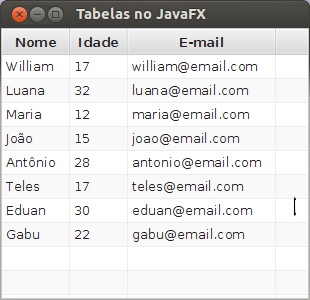 Tabelas no JavaFX
Nome Idade E-mail
William 17 william@email.com
Luana 32 luana@email.com
Maria 12 maria@email.com
João 15 joao@email.com
Antônio 28 antonio@email.com
Teles 17 teles@email.com
Eduan 30 eduan@email.com
Gabu 22 gabu@email.com